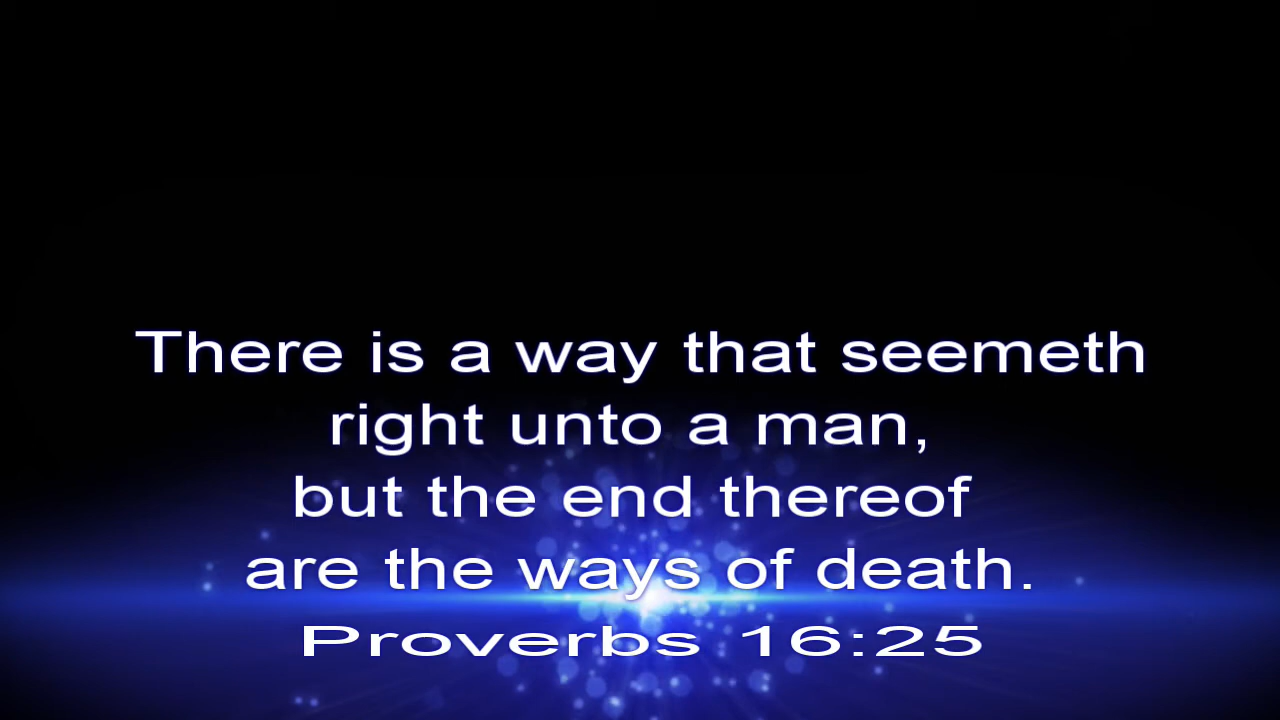 There is a way that seemeth
right unto a man,
but the end thereof
are the ways of death.
Proverbs 16:25